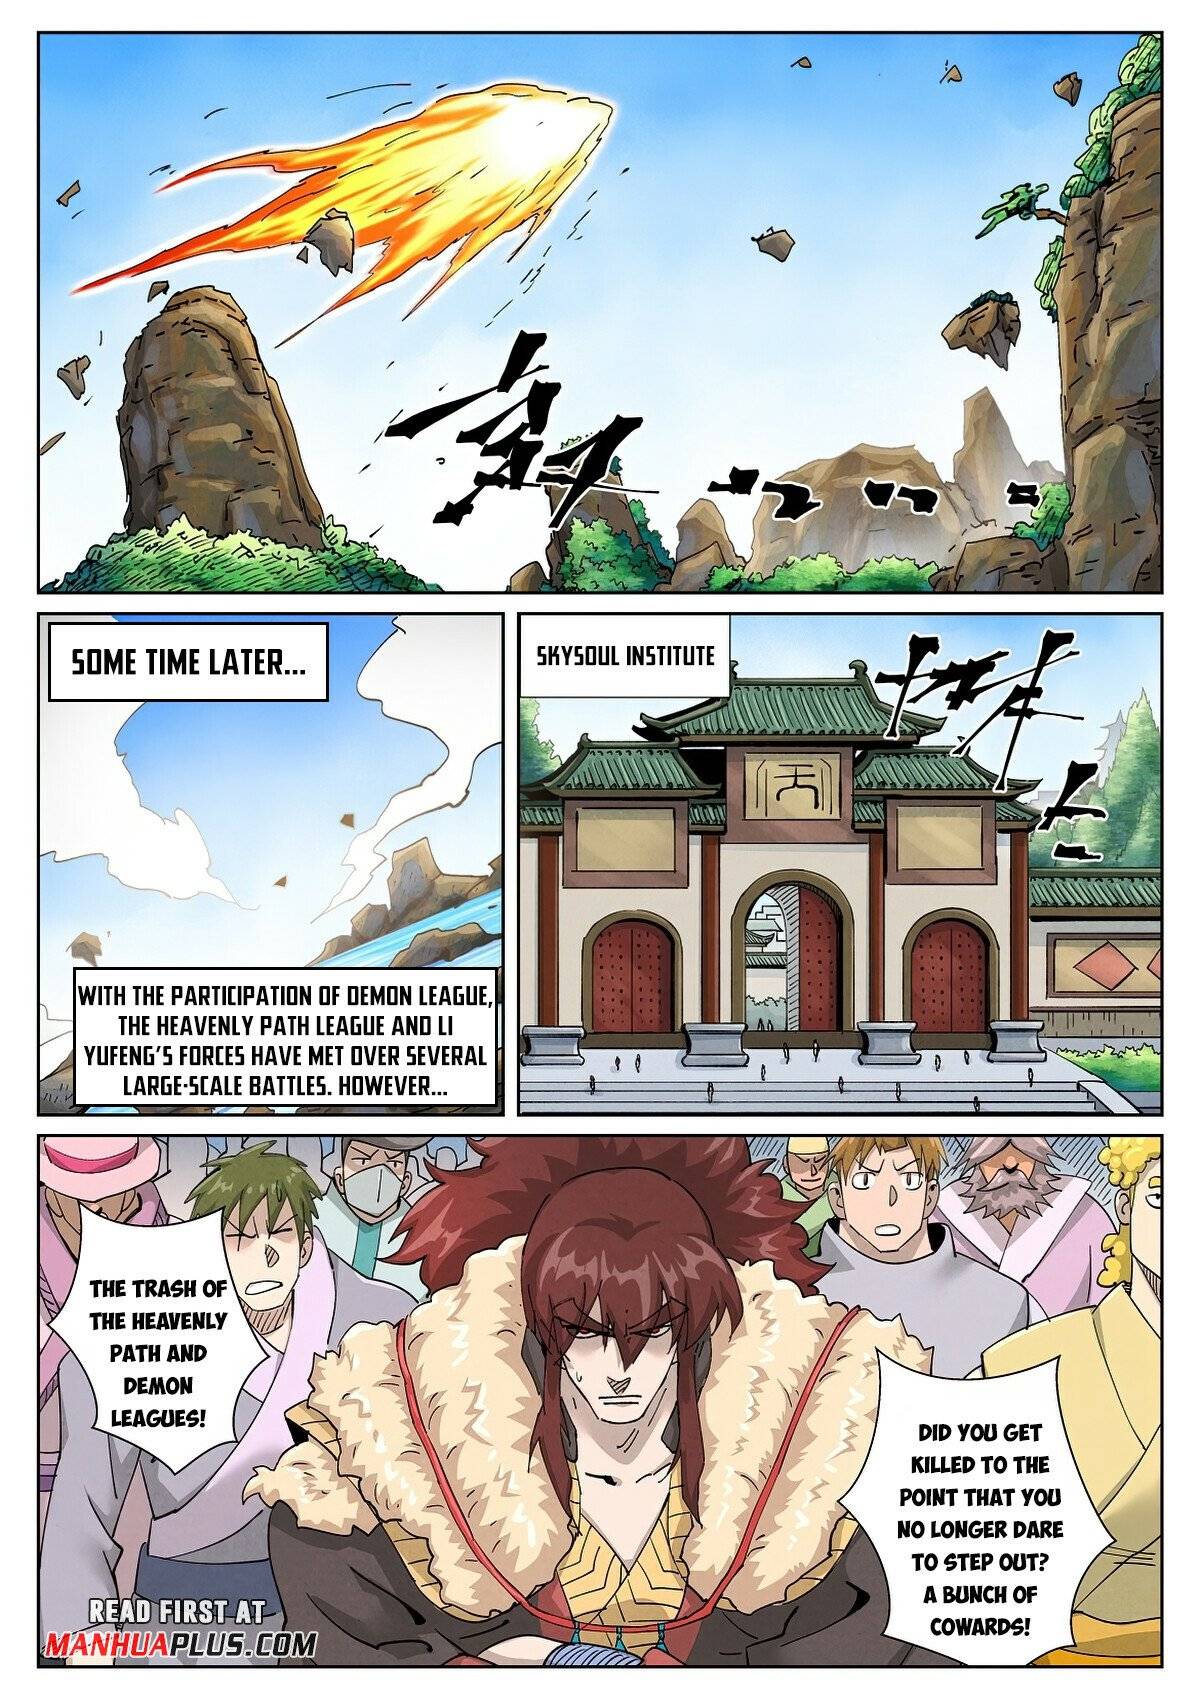 SOME TIME LATER...
SKYSOUL INSTITUTE
天
WITH THE PARTICIPATION OF DEMON LEAGUE,
THE HEAVENLY PATH LEAGUE AND LI
YUFENG'S FORCES HAVE MET OVER SEVERAL
LARGE-SCALE BATTLES. HOWEVER...
THE TRASH OF
THE HEAVENLY
PATH AND
DEMON
LEAGUES!
DID YOU GET
KILLED TO THE
POINT THAT YOU
NO LONGER DARE
TO STEP OUT?
A BUNCH OF
COWARDS!
READ FIRST AT
MANHUAPLUS.COM